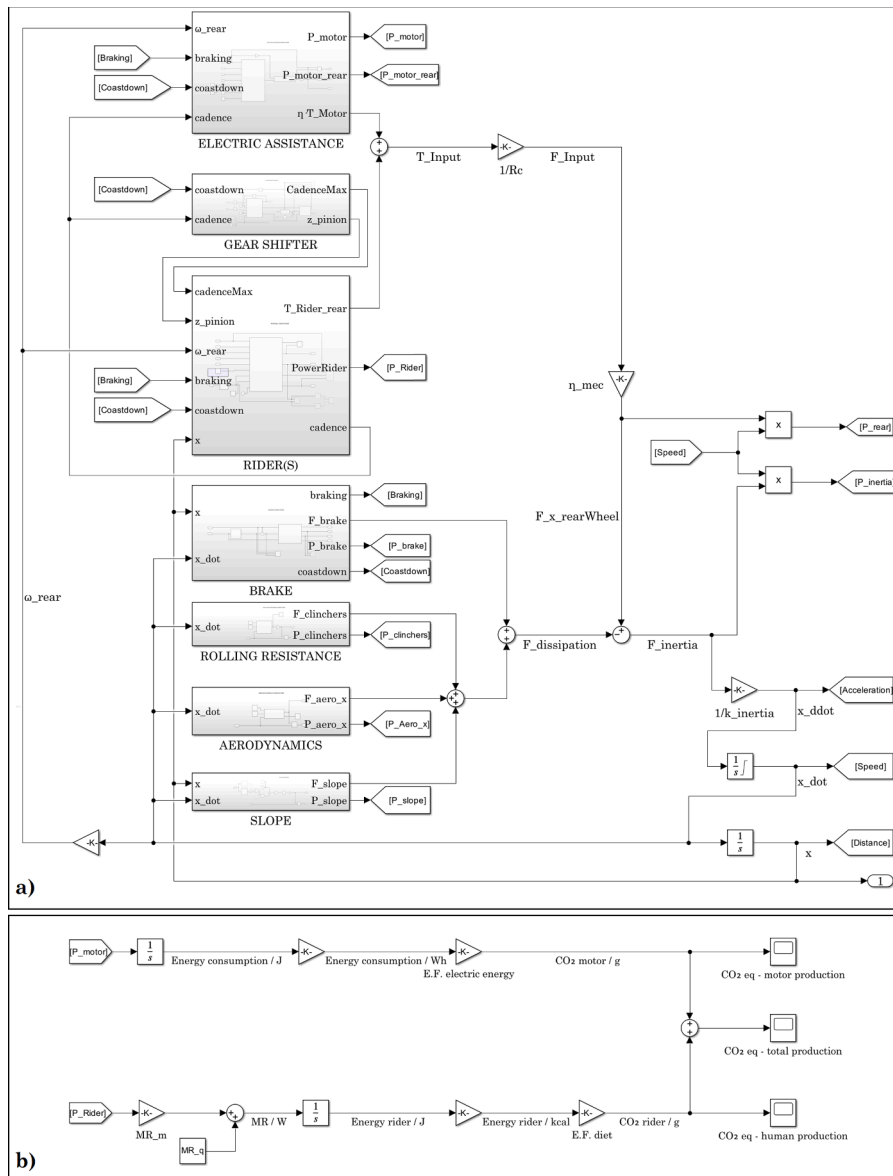 ω_rear
P_motor
[P_motor]
[Braking]
braking
P_motor_rear
[P_motor_rear]
[Coastdown]
coastdown
cadence
η T_Motor
ELECTRIC ASSISTANCE
+
+
T_Input
-K-
1/Rc
F_Input
[Coastdown]
coastdown
CadenceMax
cadence
z_pinion
GEAR SHIFTER
cadenceMax
z_pinion
T_Rider_rear
ω_rear
[Braking]
braking
PowerRider
[P_Rider]
[Coastdown]
coastdown
x
cadence
RIDER(S)
η_mec
-K-
[Speed]
x
[P_rear]
x
[P_inertia]
F_x_rearWheel
x
braking
[Braking]
F_brake
x_dot
P_brake
[P_brake]
coastdown
[Coastdown]
BRAKE
ω_rear
x_dot
F_clinchers
P_clinchers
[P_clinchers]
ROLLING RESISTANCE
+
+
F_dissipation
-
+
F_inertia
x_dot
F_aero_x
P_aero_x
[P_Aero_x]
AERODYNAMICS
+
+
+
-K-
1/k_inertia
[Acceleration]
x_ddot
x
F_slope
x_dot
P_slope
[P_slope]
SLOPE
1
s
[Speed]
x_dot
-K-
1
s
x
[Distance]
1
a)
[P_motor]
1
s
Energy consumption / J
-K-
Energy consumption / Wh
-K-
E.F. electric energy
CO₂ motor / g
CO₂ eq - motor production
+
+
CO₂ eq - total production
[P_Rider]
-K-
MR_m
+
+
MR_q
MR / W
1
s
Energy rider / J
-K-
Energy rider / kcal
-K-
E.F. diet
CO₂ rider / g
CO₂ eq - human production
b)